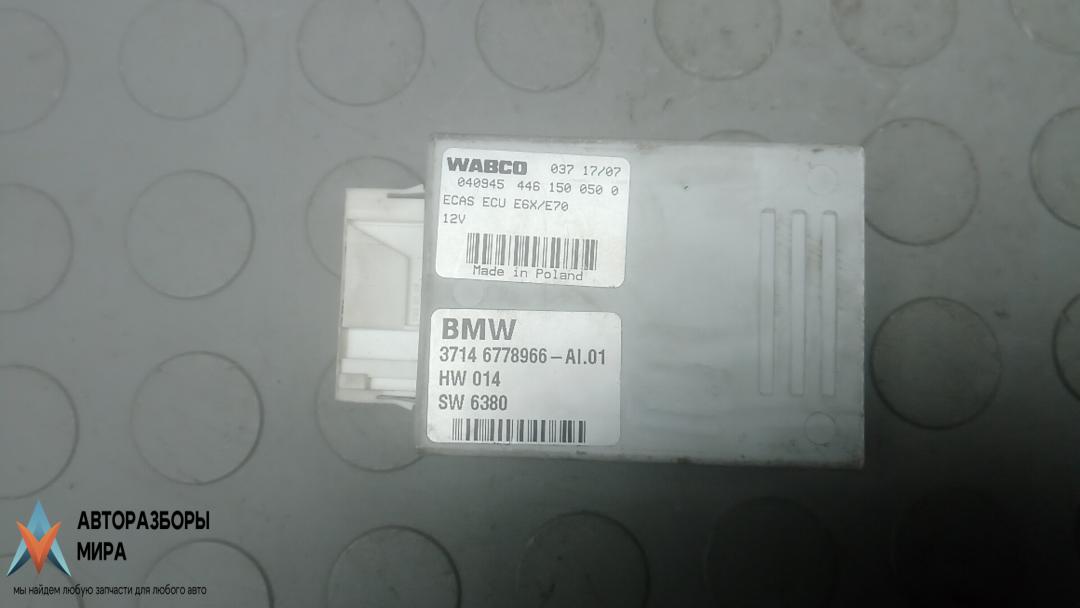 WABCO 037 17/07
040945 446 150 050 0
ECAS ECU E6X/E70
12V
Made in Poland
BMW
3714 6778966-AI.01
HW 014
SW 6380
АВТОРАЗБОРЫ
МИРА
мы найдем любую запчасти для любого авто